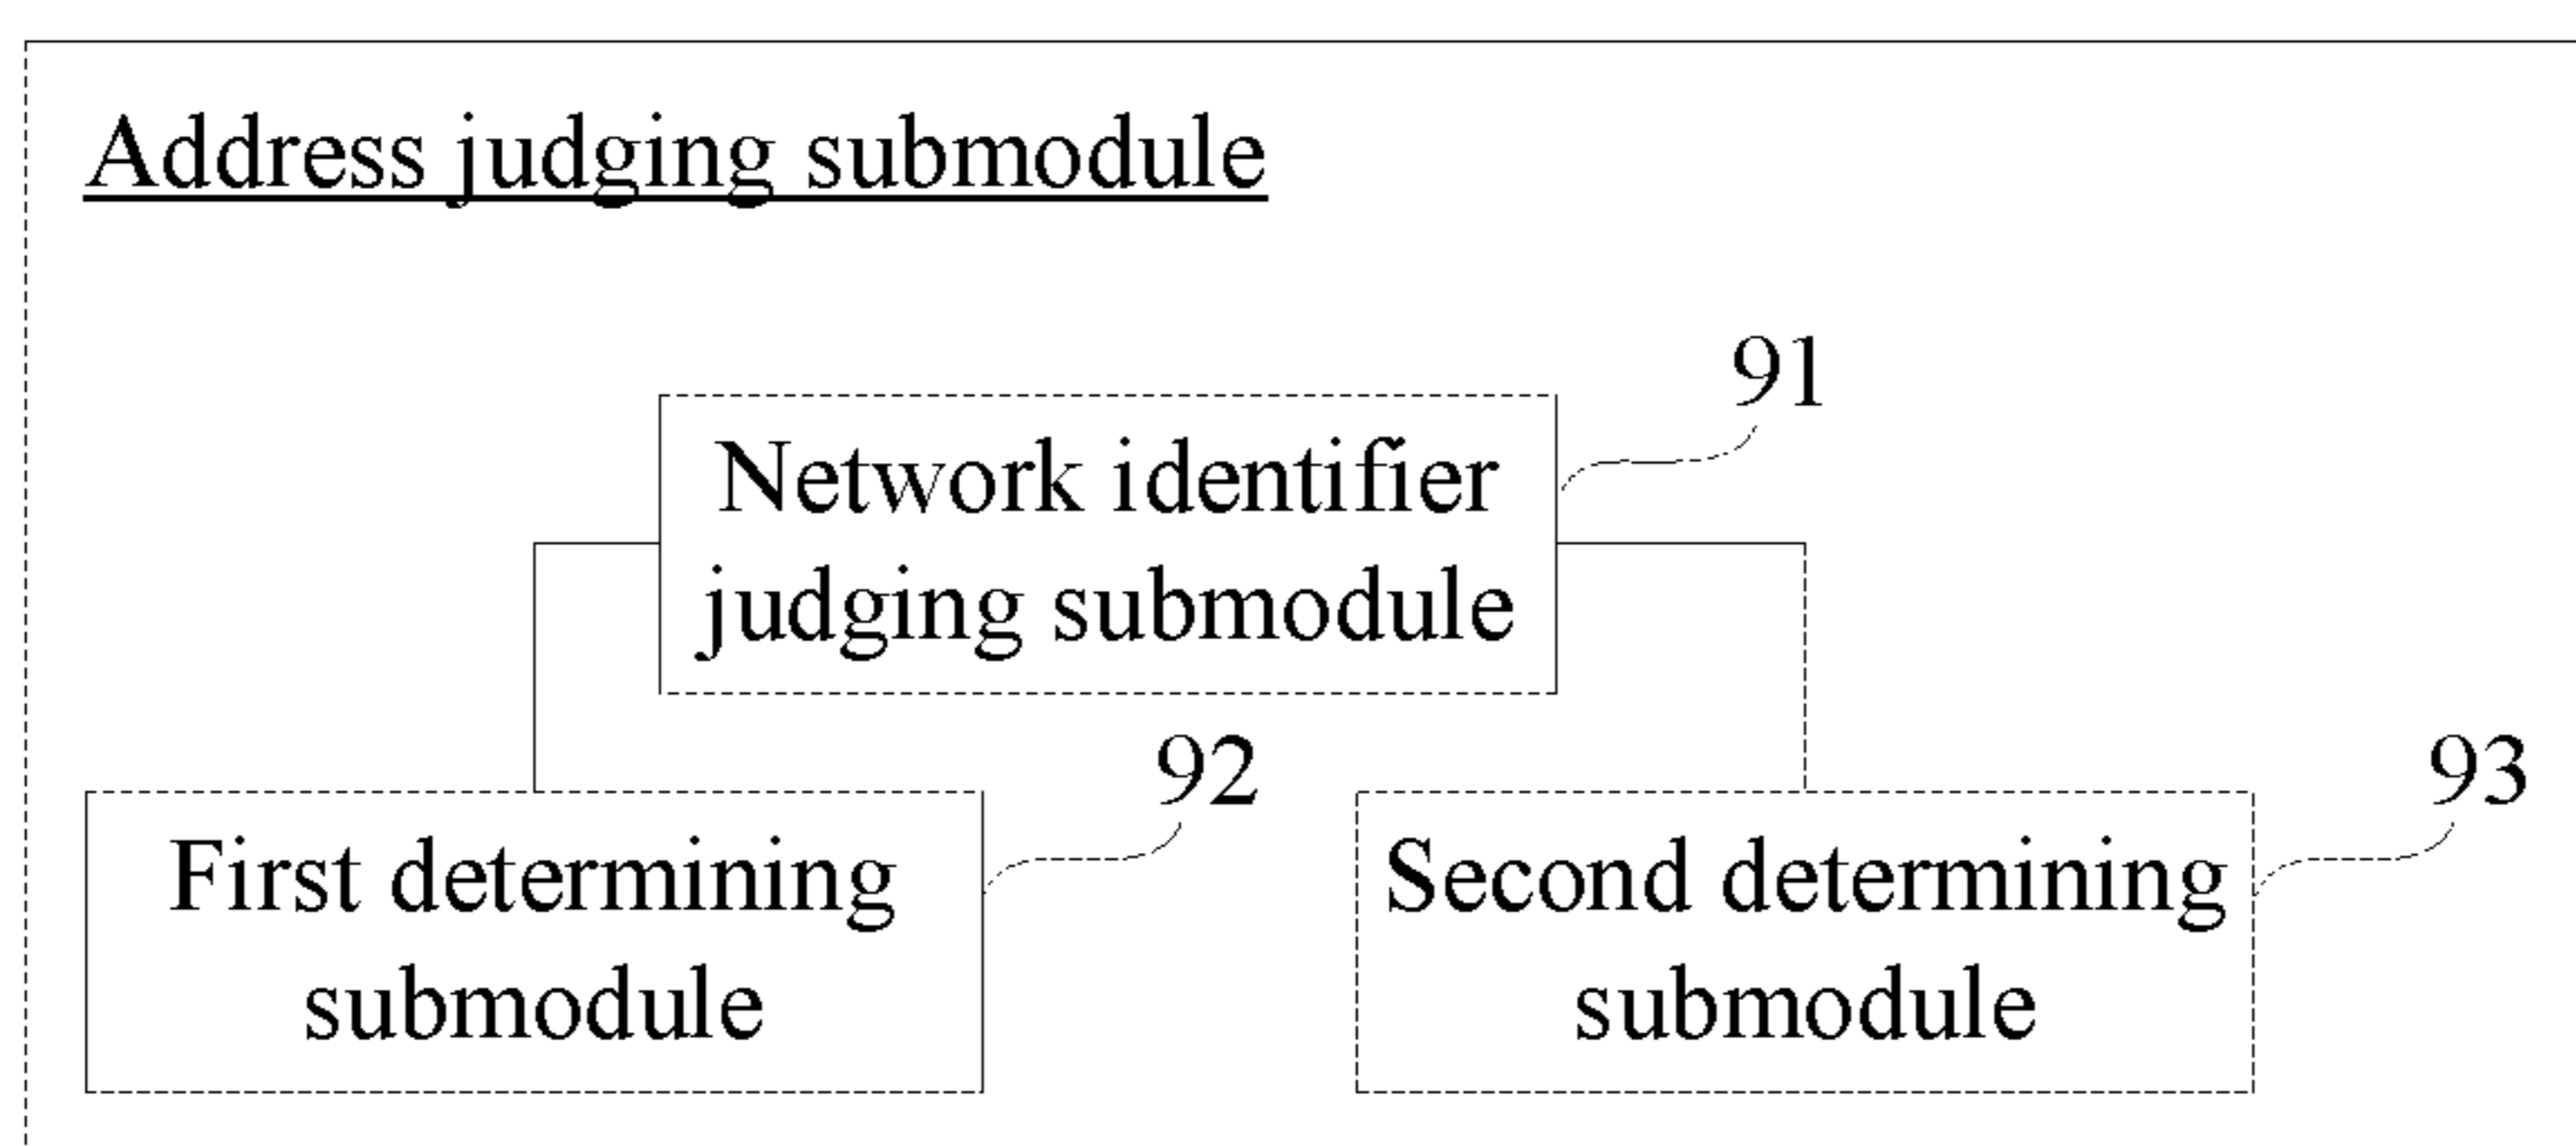 Address judging submodule
91
Network identifier
judging submodule
92
93
First determining
submodule
Second determining
submodule